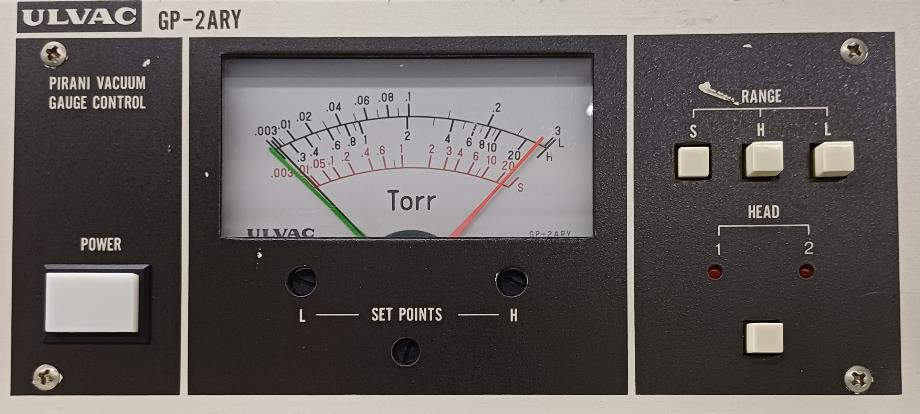 ULVAC GP-2ARY
PIRANI VACUUM
GAUGE CONTROL
POWER
.003 .01 .02 .04 .06 .08 .1 .2 .3 L
.3 .4 .6 .8 1 2 4 6 8 10 20 H
.003 .01 .05 .1 .2 .4 .6 1 2 3 4 6 10 20 S
Torr
ULVAC GP-2ARY
L SET POINTS H
RANGE
S H L
HEAD
1 2